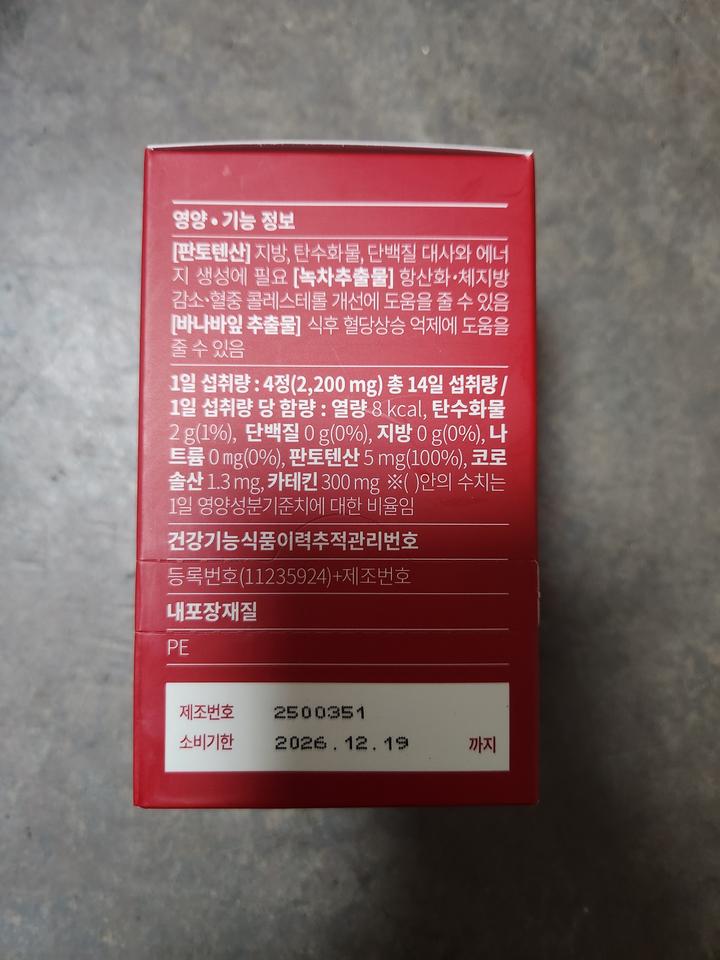 영양•기능 정보
[판토텐산] 지방, 탄수화물, 단백질 대사와 에너
지 생성에 필요 [녹차추출물] 항산화•체지방
감소•혈중 콜레스테롤 개선에 도움을 줄 수 있음
[바나바잎 추출물] 식후 혈당상승 억제에 도움을
줄 수 있음
1일 섭취량 : 4정(2,200 mg) 총 14일 섭취량 /
1일 섭취량 당 함량 : 열량 8 kcal, 탄수화물
2 g(1%), 단백질 0 g(0%), 지방 0 g(0%), 나
트륨 0 mg(0%), 판토텐산 5 mg(100%), 코로
솔산 1.3 mg, 카테킨 300 mg ※( )안의 수치는
1일 영양성분기준치에 대한 비율임
건강기능식품이력추적관리번호
등록번호(11235924)+제조번호
내포장재질
PE
제조번호 2500351
소비기한 2026.12.19 까지